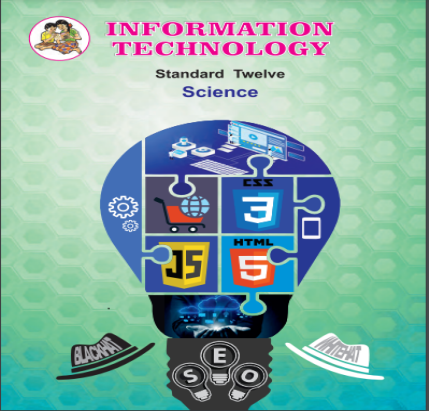 INFORMATION
TECHNOLOGY
Standard Twelve
Science
CSS
3
HTML
JS
5
BLACKHAT
WHITEHAT
E
S O